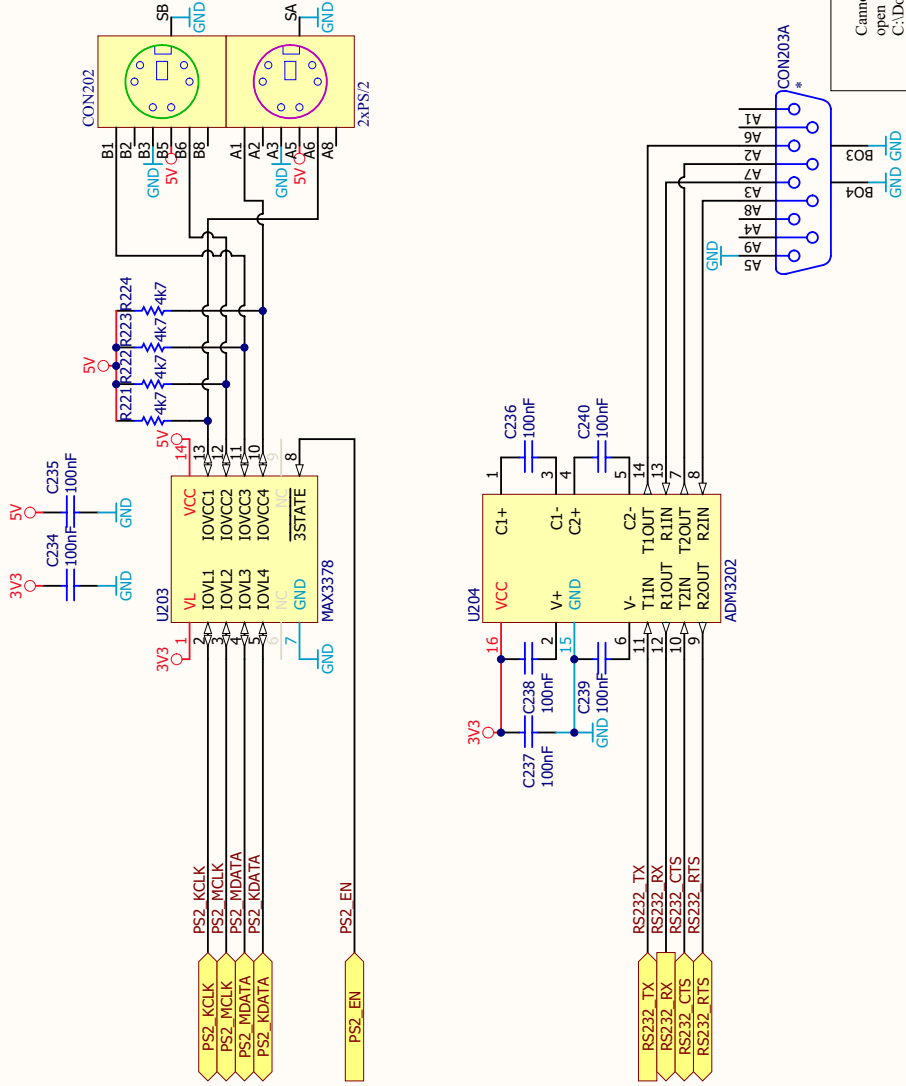 SB
GND
SA
GND
CON202
2xPS/2
B1
B2
B3
B5
B6
B8
GND
5V
A1
A2
A3
A5
A6
A8
GND
5V
5V
R221
4k7
R222
4k7
R223
4k7
R224
4k7
5V
C235
100nF
GND
3V3
C234
100nF
GND
U203
MAX3378
VL
IOVL1
IOVL2
IOVL3
IOVL4
NC
GND
VCC
IOVCC1
IOVCC2
IOVCC3
IOVCC4
NC
3STATE
3V3
1
2
3
4
5
6
7
GND
5V
14
13
12
11
10
9
8
PS2_KCLK
PS2_MCLK
PS2_MDATA
PS2_KDATA
PS2_EN
PS2_KCLK
PS2_MCLK
PS2_MDATA
PS2_KDATA
PS2_EN
Canno
open
C:\Do
CON203A
*
A1
A6
A2
A7
A3
A8
A4
A9
A5
GND
BO3
GND
BO4
GND
C236
100nF
C240
100nF
U204
ADM3202
VCC
V+
GND
V-
T1IN
R1OUT
T2IN
R2OUT
C1+
C1-
C2+
C2-
T1OUT
R1IN
T2OUT
R2IN
1
3
4
5
14
13
7
8
16
2
15
6
11
12
10
9
3V3
C238
100nF
C237
100nF
C239
100nF
GND
RS232_TX
RS232_RX
RS232_CTS
RS232_RTS
RS232_TX
RS232_RX
RS232_CTS
RS232_RTS